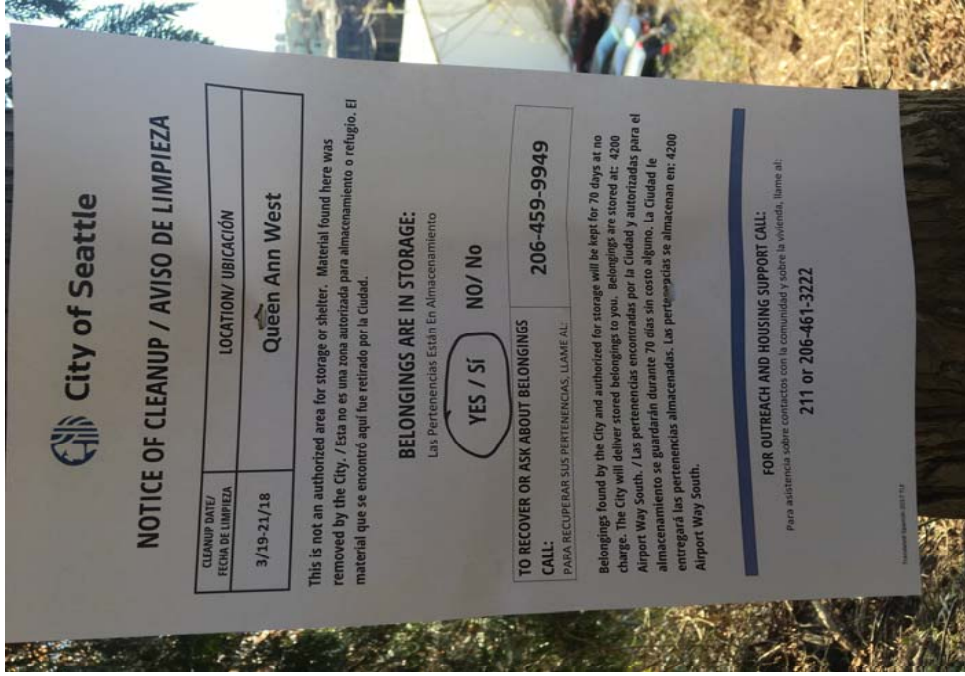 City of Seattle
NOTICE OF CLEANUP / AVISO DE LIMPIEZA
CLEANUP DATE/
FECHA DE LIMPIEZA
LOCATION/ UBICACIÓN
3/19-21/18
Queen Ann West
This is not an authorized area for storage or shelter. Material found here was
removed by the City. / Esta no es una zona autorizada para almacenamiento o refugio. El
material que se encontró aquí fue retirado por la Ciudad.
BELONGINGS ARE IN STORAGE:
Las Pertenencias Están En Almacenamiento
YES / SÍ NO/ No
TO RECOVER OR ASK ABOUT BELONGINGS
CALL:
PARA RECUPERAR SUS PERTENENCIAS, LLAME AL:
206-459-9949
Belongings found by the City and authorized for storage will be kept for 70 days at no
charge. The City will deliver stored belongings to you. Belongings are stored at: 4200
Airport Way South. / Las pertenencias encontradas por la Ciudad y autorizadas para el
almacenamiento se guardarán durante 70 días sin costo alguno. La Ciudad le
entregará las pertenencias almacenadas. Las pertenencias se almacenan en: 4200
Airport Way South.
FOR OUTREACH AND HOUSING SUPPORT CALL:
Para asistencia sobre contactos con la comunidad y sobre la vivienda, llame al:
211 or 206-461-3222
Translated Spanish 2017 TLE